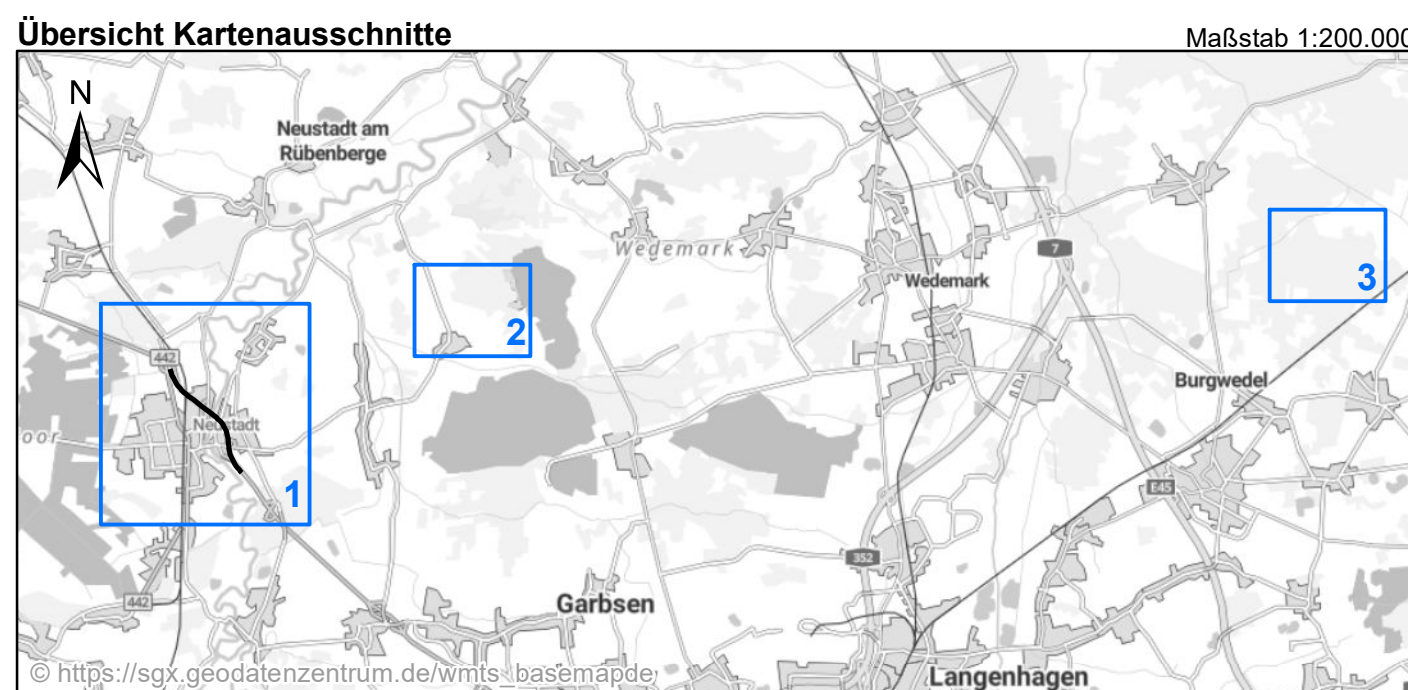 Übersicht Kartenausschnitte
Maßstab 1:200.000
N
Neustadt am
Rübenberge
Wedemark
Wedemark
7
3
2
442
Burgwedel
Neustadt
oor
1
E45
352
442
Garbsen
© https://sgx.geodatenzentrum.de/wmts_basemapde
Langenhagen